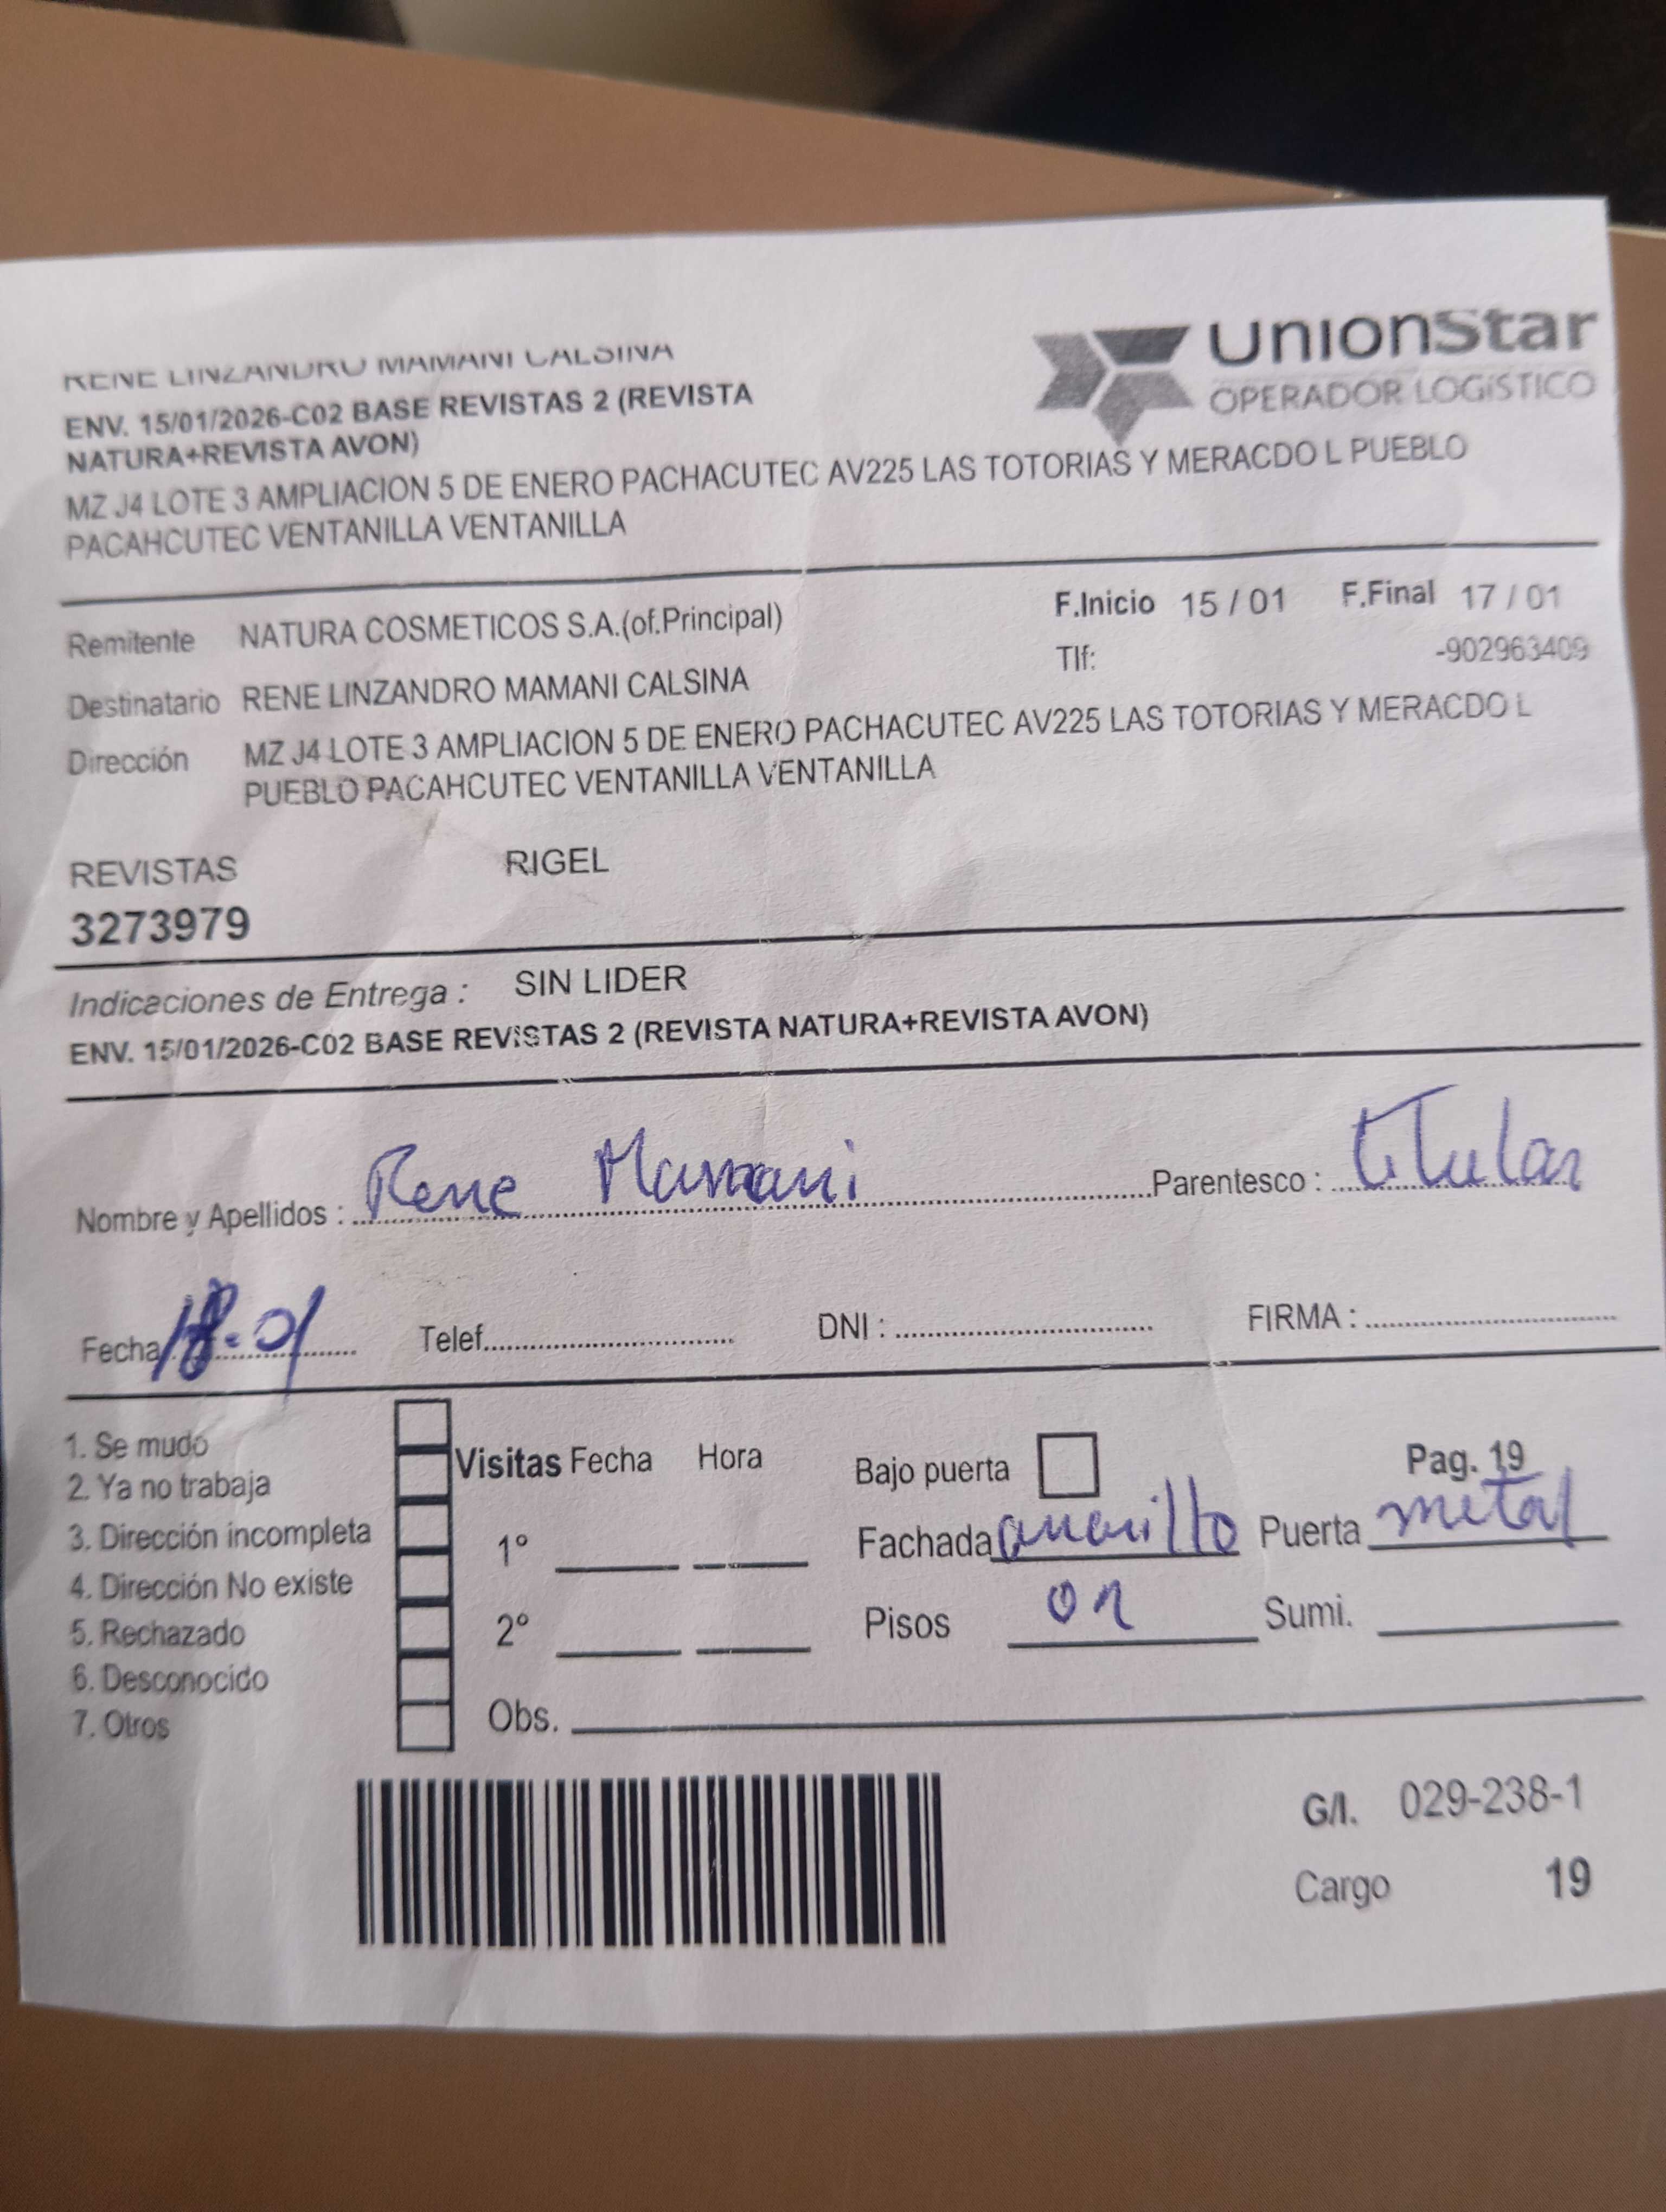 RENE LINZANDRO MAMANI CALSINA
UnionStar
OPERADOR LOGÍSTICO
ENV. 15/01/2026-C02 BASE REVISTAS 2 (REVISTA
NATURA+REVISTA AVON)
MZ J4 LOTE 3 AMPLIACION 5 DE ENERO PACHACUTEC AV225 LAS TOTORIAS Y MERACDO L PUEBLO
PACAHCUTEC VENTANILLA VENTANILLA
Remitente NATURA COSMETICOS S.A.(of.Principal) F.Inicio 15 / 01 F.Final 17 / 01
Tlf: -902963409
Destinatario RENE LINZANDRO MAMANI CALSINA
Dirección MZ J4 LOTE 3 AMPLIACION 5 DE ENERO PACHACUTEC AV225 LAS TOTORIAS Y MERACDO L
PUEBLO PACAHCUTEC VENTANILLA VENTANILLA
REVISTAS RIGEL
3273979
Indicaciones de Entrega : SIN LIDER
ENV. 15/01/2026-C02 BASE REVISTAS 2 (REVISTA NATURA+REVISTA AVON)
Nombre y Apellidos : Rene Mamani Parentesco : titular
Fecha 18-01 Telef. DNI : FIRMA :
1. Se mudo
2. Ya no trabaja
3. Dirección incompleta
4. Dirección No existe
5. Rechazado
6. Desconocido
7. Otros
Visitas Fecha Hora
1°
2°
Obs.
Bajo puerta Pag. 19
Fachada amarillo Puerta metal
Pisos 01 Sumi.
G/I. 029-238-1
Cargo 19